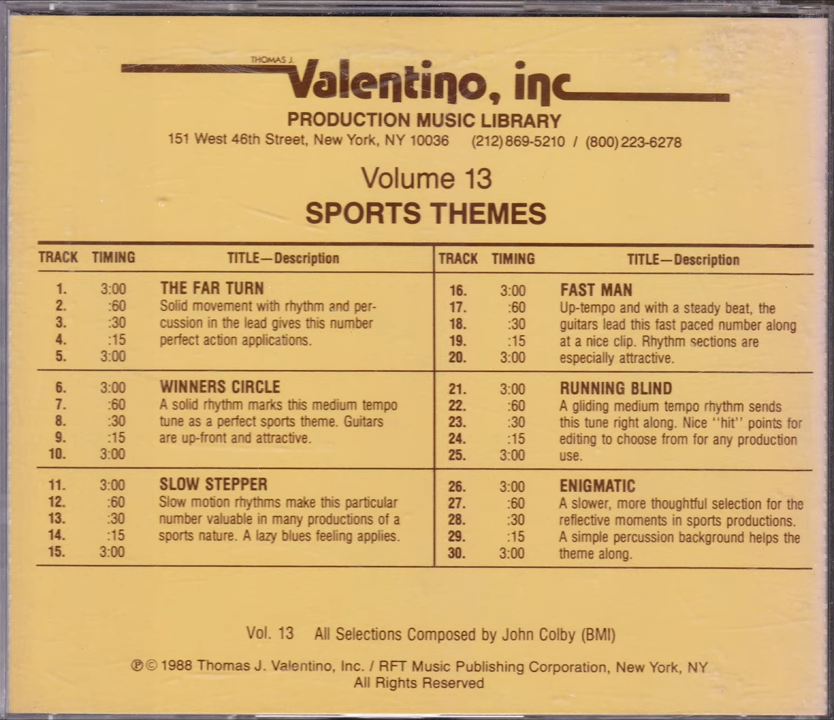 THOMAS J.
Valentino, inc
PRODUCTION MUSIC LIBRARY
151 West 46th Street, New York, NY 10036 (212) 869-5210 / (800) 223-6278
Volume 13
SPORTS THEMES
TRACK TIMING TITLE—Description
1. 3:00 THE FAR TURN
2. :60 Solid movement with rhythm and per-
3. :30 cussion in the lead gives this number
4. :15 perfect action applications.
5. 3:00
6. 3:00 WINNERS CIRCLE
7. :60 A solid rhythm marks this medium tempo
8. :30 tune as a perfect sports theme. Guitars
9. :15 are up-front and attractive.
10. 3:00
11. 3:00 SLOW STEPPER
12. :60 Slow motion rhythms make this particular
13. :30 number valuable in many productions of a
14. :15 sports nature. A lazy blues feeling applies.
15. 3:00
TRACK TIMING TITLE—Description
16. 3:00 FAST MAN
17. :60 Up-tempo and with a steady beat, the
18. :30 guitars lead this fast paced number along
19. :15 at a nice clip. Rhythm sections are
20. 3:00 especially attractive.
21. 3:00 RUNNING BLIND
22. :60 A gliding medium tempo rhythm sends
23. :30 this tune right along. Nice "hit" points for
24. :15 editing to choose from for any production
25. 3:00 use.
26. 3:00 ENIGMATIC
27. :60 A slower, more thoughtful selection for the
28. :30 reflective moments in sports productions.
29. :15 A simple percussion background helps the
30. 3:00 theme along.
Vol. 13 All Selections Composed by John Colby (BMI)
℗ © 1988 Thomas J. Valentino, Inc. / RFT Music Publishing Corporation, New York, NY
All Rights Reserved